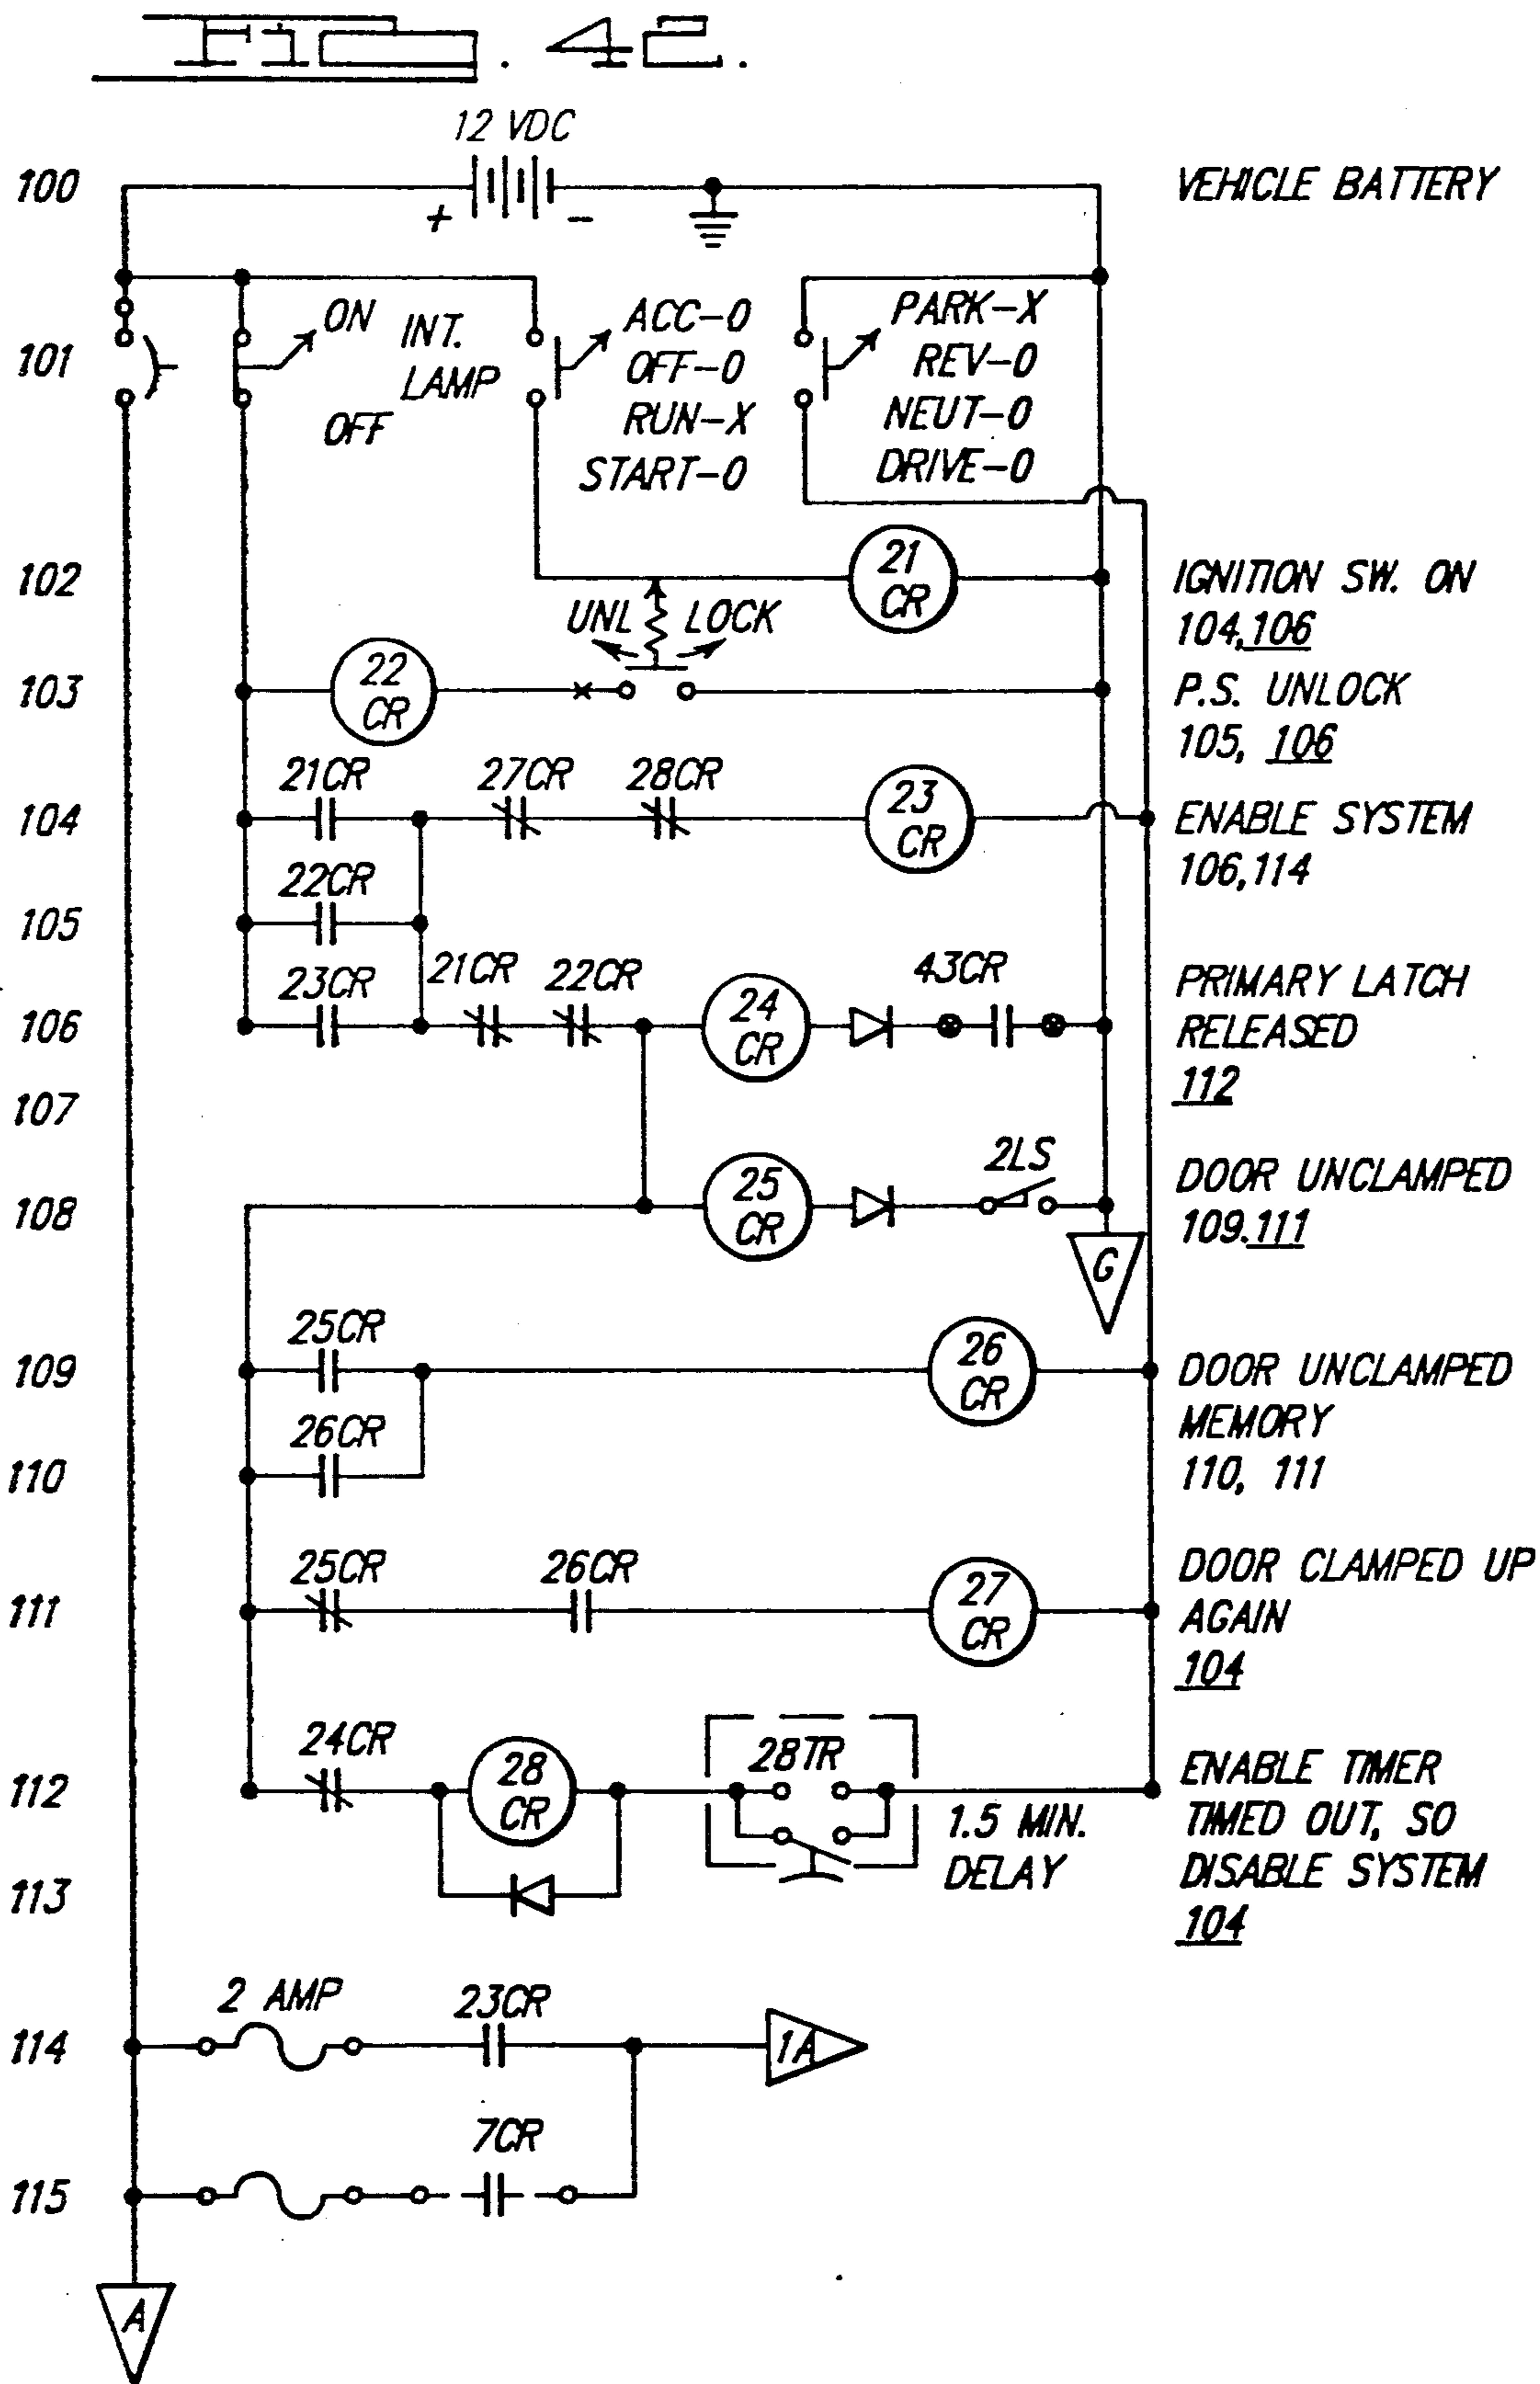 FIG. 42.
12 VDC
100
+
−
VEHICLE BATTERY
101
ON
OFF
INT.
LAMP
ACC-0
OFF-0
RUN-X
START-0
PARK-X
REV-0
NEUT-0
DRIVE-0
102
21
CR
IGNITION SW. ON
104,106
UNL
LOCK
103
22
CR
P.S. UNLOCK
105, 106
104
21CR
27CR
28CR
23
CR
ENABLE SYSTEM
106,114
105
22CR
106
23CR
21CR
22CR
24
CR
43CR
PRIMARY LATCH
RELEASED
112
107
108
25
CR
2LS
DOOR UNCLAMPED
109.111
G
109
25CR
26
CR
DOOR UNCLAMPED
MEMORY
110, 111
110
26CR
111
25CR
26CR
27
CR
DOOR CLAMPED UP
AGAIN
104
112
24CR
28
CR
28TR
1.5 MIN.
DELAY
ENABLE TIMER
TIMED OUT, SO
DISABLE SYSTEM
104
113
114
2 AMP
23CR
1A
115
7CR
A